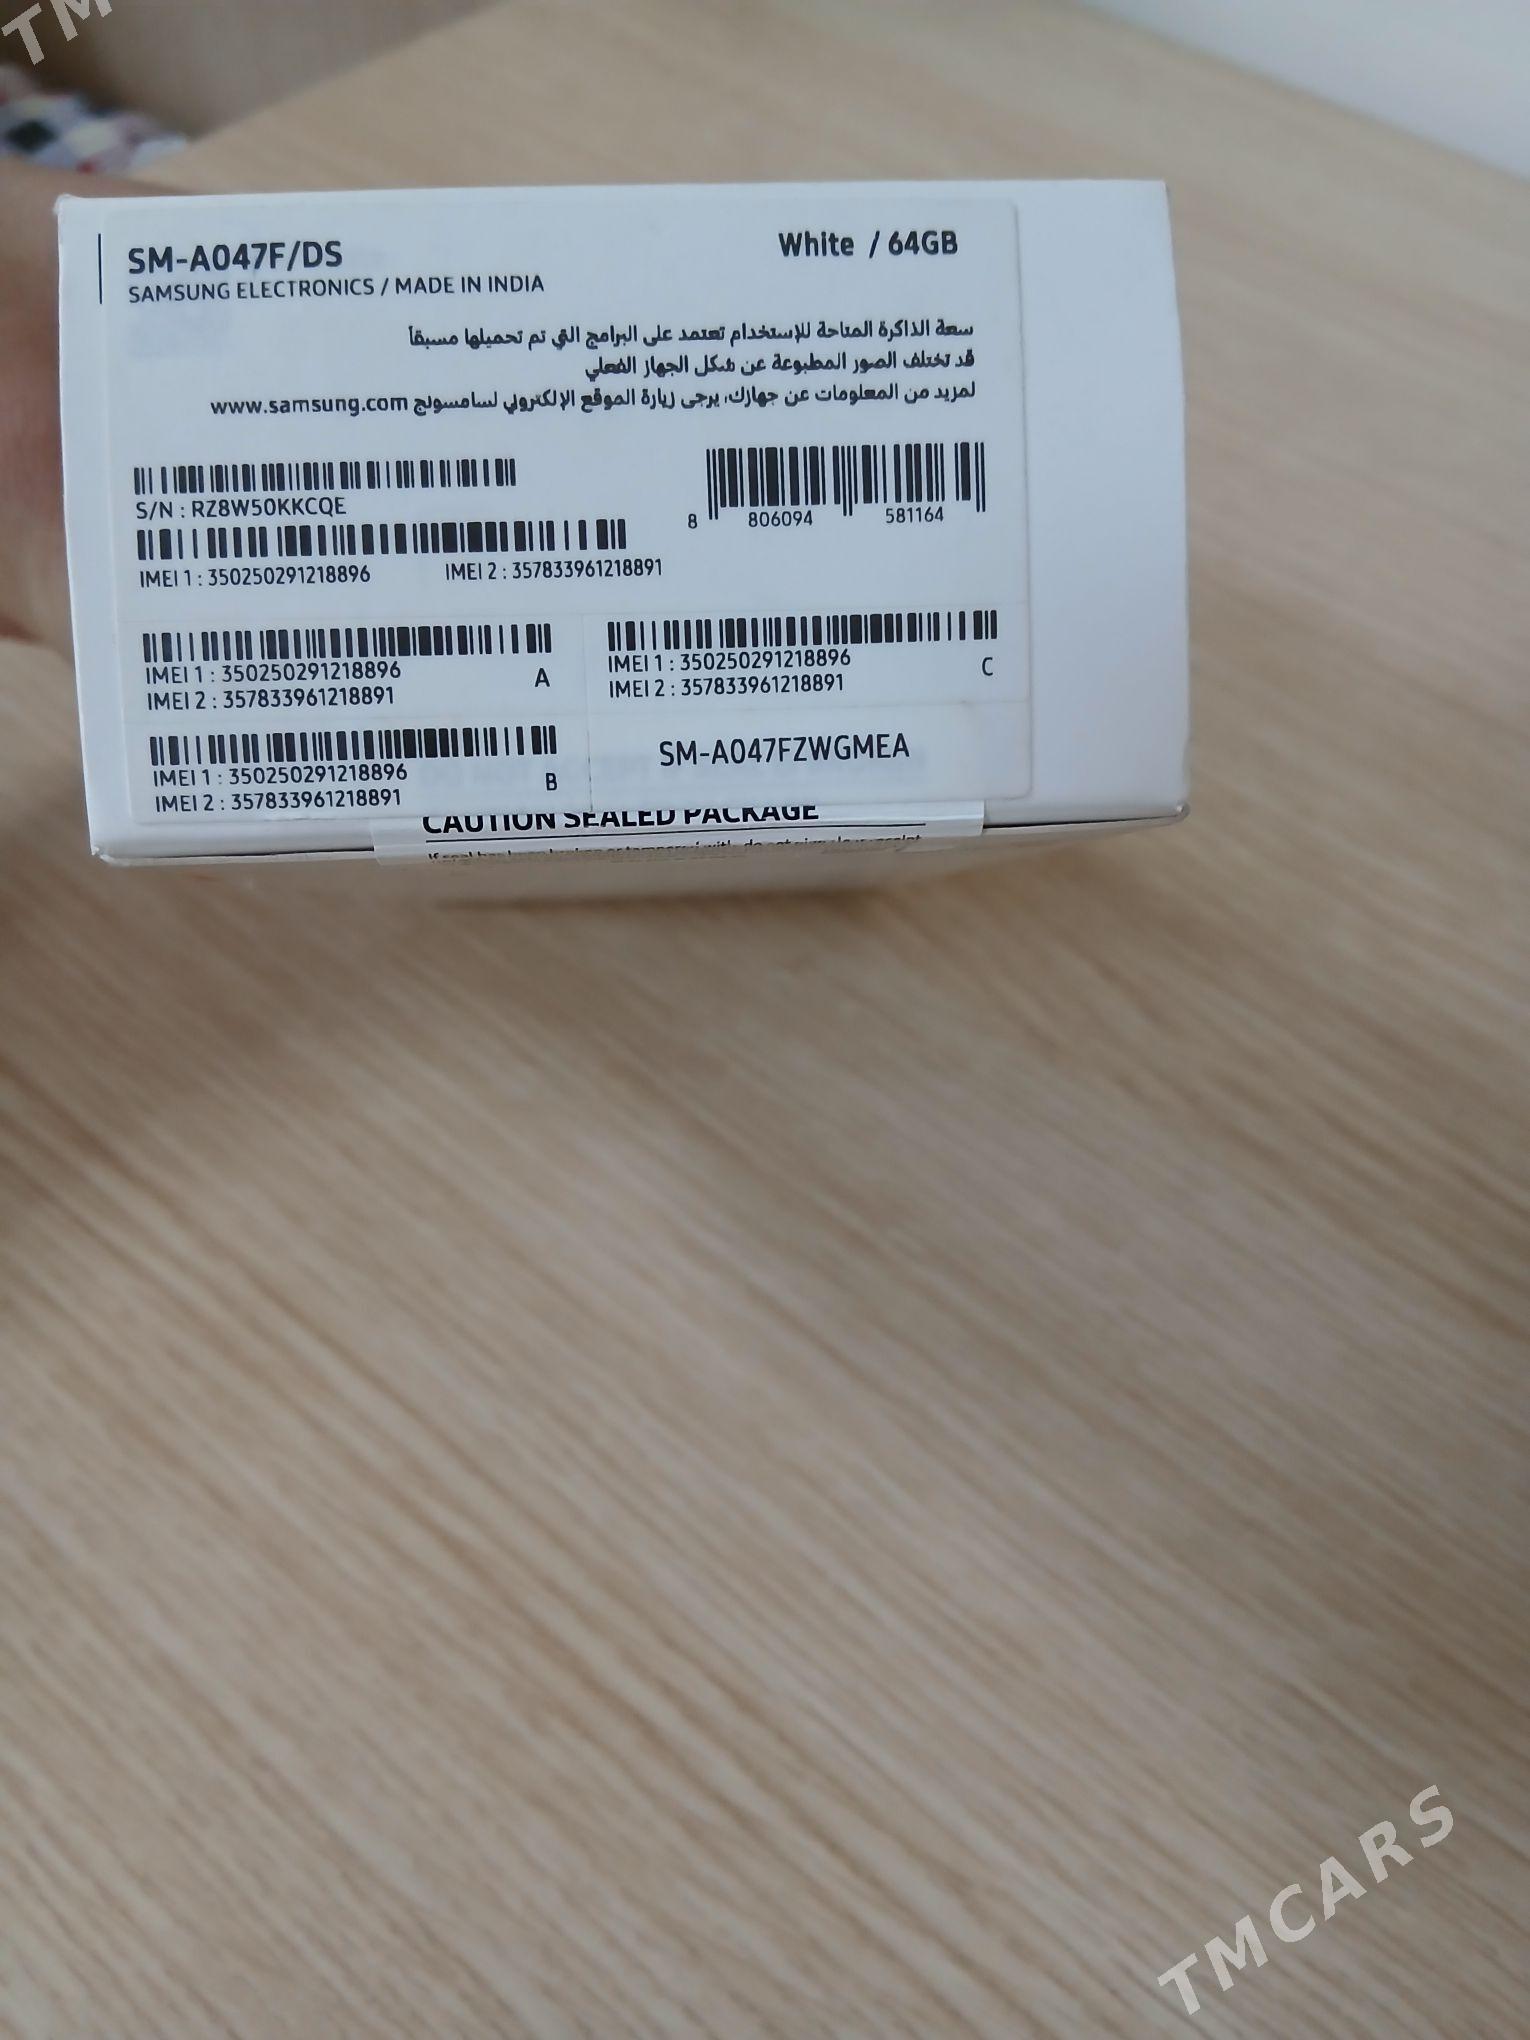 TM
SM-A047F/DS
White / 64GB
SAMSUNG ELECTRONICS / MADE IN INDIA
سعة الذاكرة المتاحة للإستخدام تعتمد على البرامج التي تم تحميلها مسبقاً
قد تختلف الصور المطبوعة عن شكل الجهاز الفعلي
لمزيد من المعلومات عن جهازك، يرجى زيارة الموقع الإلكتروني لسامسونج www.samsung.com
S/N : RZ8W50KKCQE
8 806094 581164
IMEI 1 : 350250291218896 IMEI 2 : 357833961218891
IMEI 1 : 350250291218896
IMEI 2 : 357833961218891
A
IMEI 1 : 350250291218896
IMEI 2 : 357833961218891
C
IMEI 1 : 350250291218896
IMEI 2 : 357833961218891
B
SM-A047FZWGMEA
CAUTION SEALED PACKAGE
TMCARS